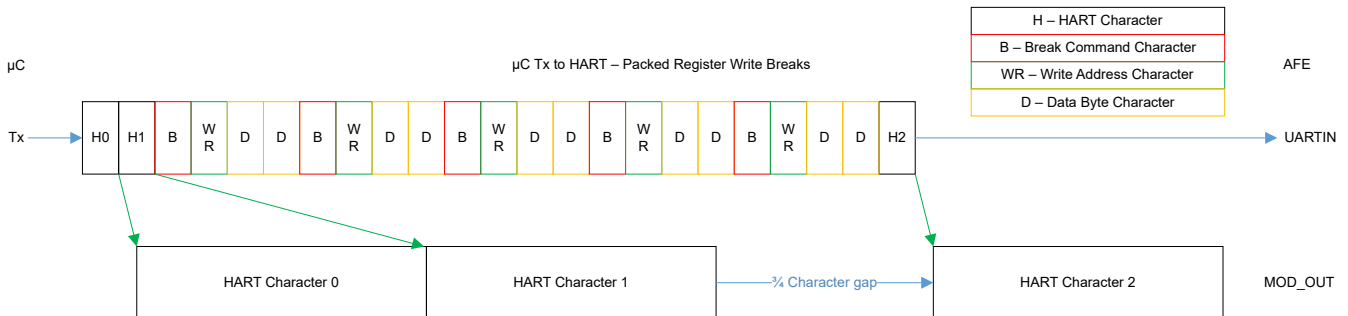 H – HART Character
B – Break Command Character
WR – Write Address Character
D – Data Byte Character
µC
µC Tx to HART – Packed Register Write Breaks
AFE
Tx
H0 H1 B W R D D B W R D D B W R D D B W R D D B W R D D H2
UARTIN
HART Character 0
HART Character 1
¾ Character gap
HART Character 2
MOD_OUT